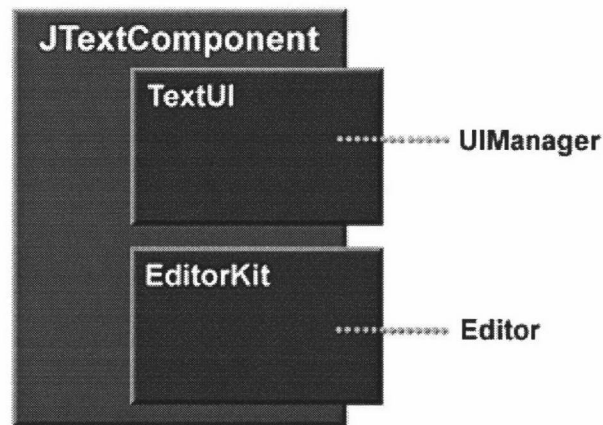 JTextComponent
TextUI
UIManager
EditorKit
Editor